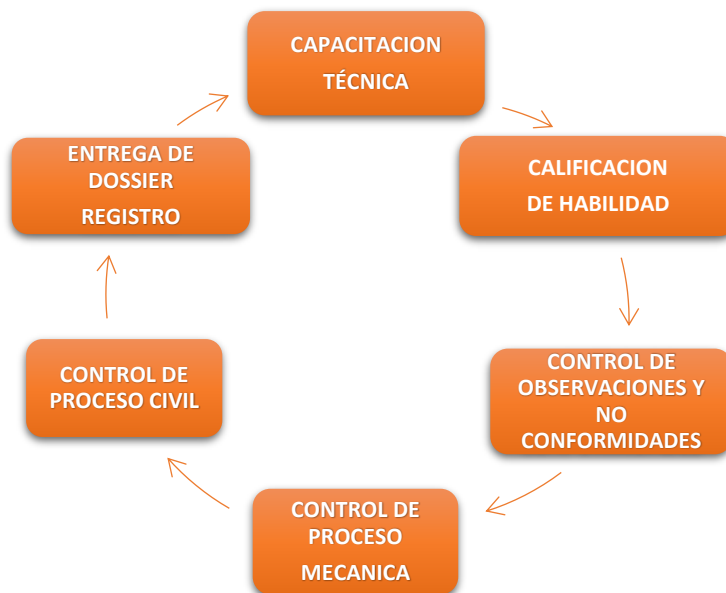 CAPACITACION
TÉCNICA
CALIFICACION
DE HABILIDAD
CONTROL DE
OBSERVACIONES Y
NO
CONFORMIDADES
CONTROL DE
PROCESO
MECANICA
CONTROL DE
PROCESO CIVIL
ENTREGA DE
DOSSIER
REGISTRO